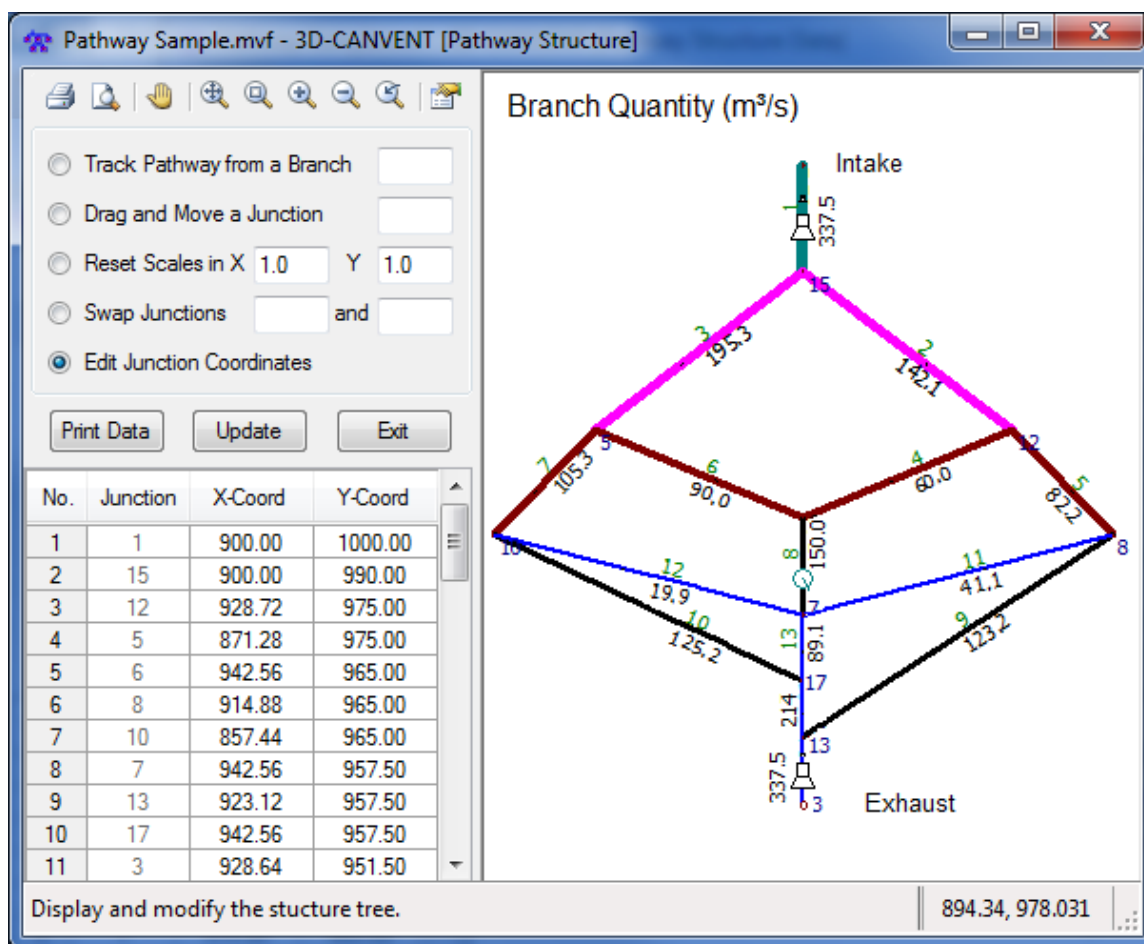 Pathway Sample.mvf - 3D-CANVENT [Pathway Structure]
Track Pathway from a Branch
Drag and Move a Junction
Reset Scales in X 1.0 Y 1.0
Swap Junctions and
Edit Junction Coordinates
Print Data Update Exit
No. Junction X-Coord Y-Coord
1 1 900.00 1000.00
2 15 900.00 990.00
3 12 928.72 975.00
4 5 871.28 975.00
5 6 942.56 965.00
6 8 914.88 965.00
7 10 857.44 965.00
8 7 942.56 957.50
9 13 923.12 957.50
10 17 942.56 957.50
11 3 928.64 951.50
Branch Quantity (m³/s)
Intake
1
337.5
15
3
195.3
2
142.1
5
12
7
105.3
6
90.0
4
60.0
5
82.2
10
8
150.0
8
12
19.9
11
41.1
7
10
125.2
13
89.1
9
123.2
17
214
13
337.5
3
Exhaust
Display and modify the stucture tree.
894.34, 978.031